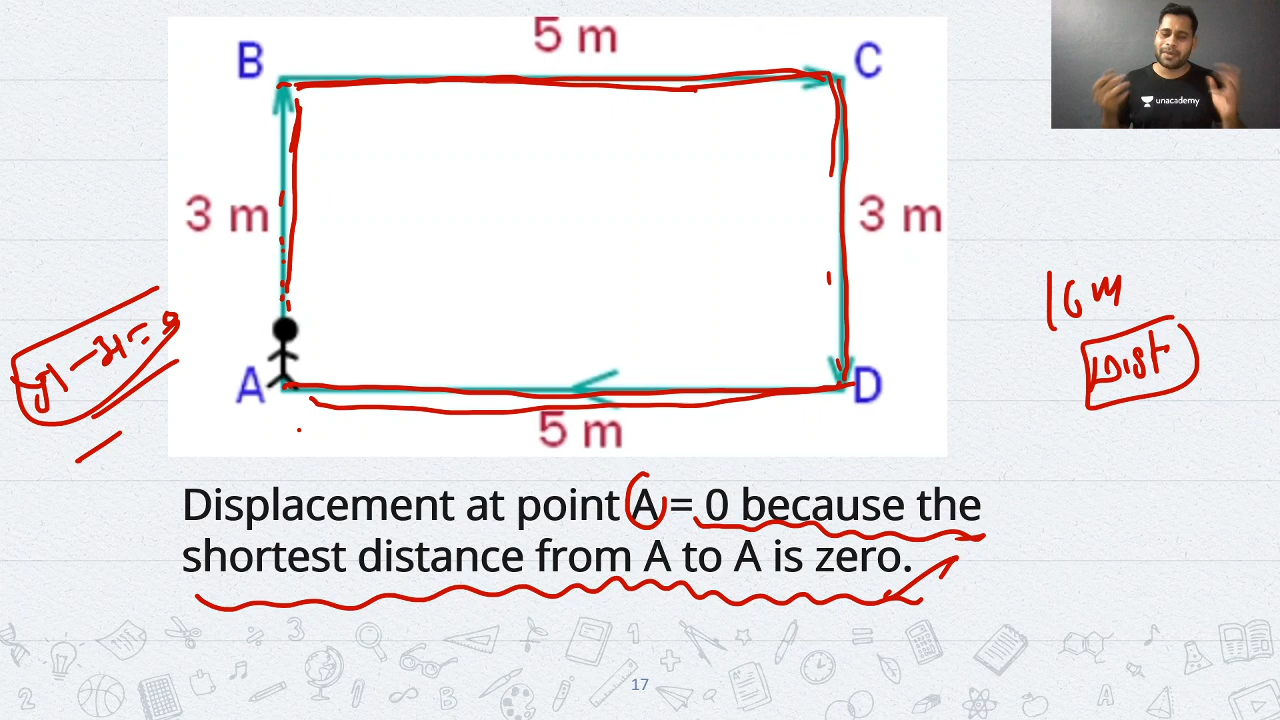 5 m
B
C
unacademy
3 m
3 m
16 m
Dist
A
D
5 m
Displacement at point A = 0 because the
shortest distance from A to A is zero.
17